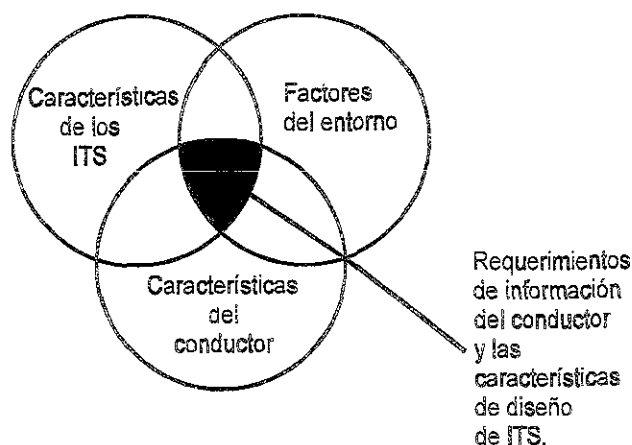 Características
de los
ITS
Factores
del entorno
Características
del
conductor
Requerimientos
de información
del conductor
y las
características
de diseño
de ITS.